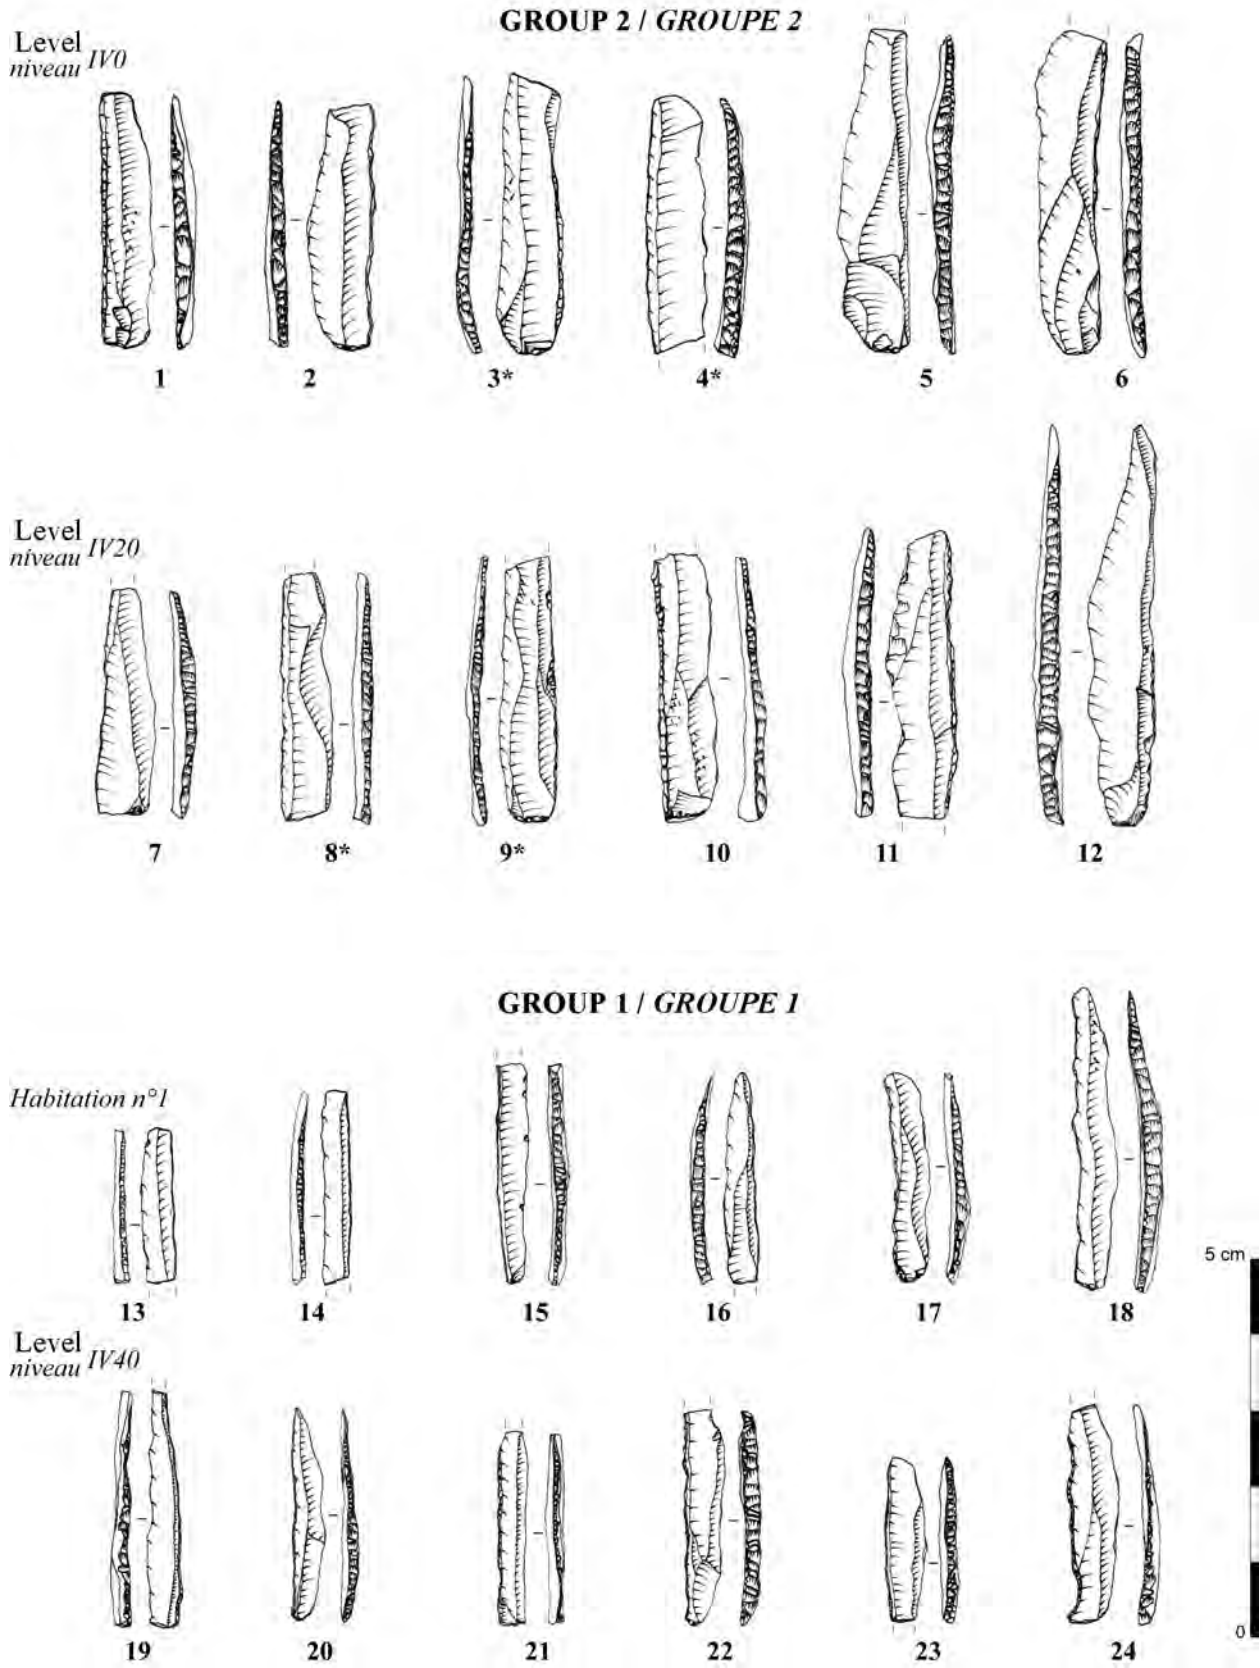 GROUP 2 / GROUPE 2
Level
niveau IV0
1 2 3* 4* 5 6
Level
niveau IV20
7 8* 9* 10 11 12
GROUP 1 / GROUPE 1
Habitation n°1
5 cm
13 14 15 16 17 18
Level
niveau IV40
0
19 20 21 22 23 24